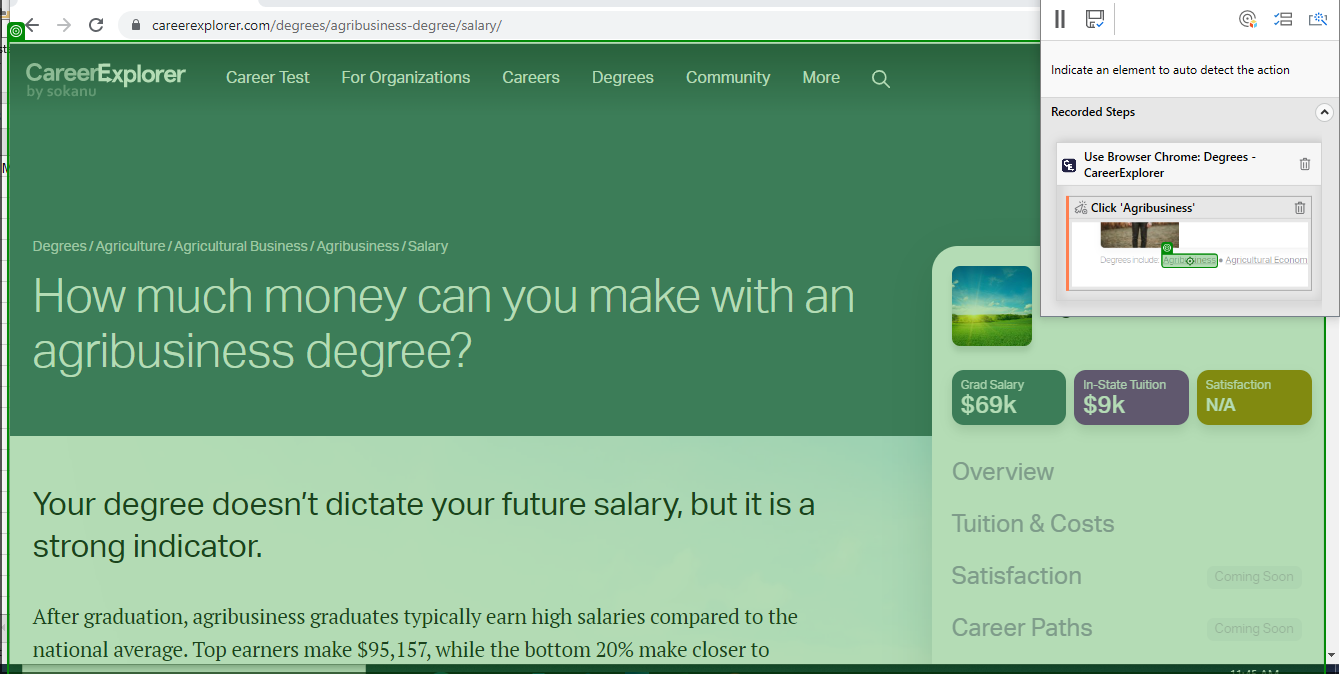 careerexplorer.com/degrees/agribusiness-degree/salary/
CareerExplorer
by sokanu
Career Test
For Organizations
Careers
Degrees
Community
More
Degrees / Agriculture / Agricultural Business / Agribusiness / Salary
How much money can you make with an
agribusiness degree?
Grad Salary
$69k
In-State Tuition
$9k
Satisfaction
N/A
Overview
Tuition & Costs
Satisfaction
Coming Soon
Career Paths
Coming Soon
Your degree doesn’t dictate your future salary, but it is a
strong indicator.
After graduation, agribusiness graduates typically earn high salaries compared to the
national average. Top earners make $95,157, while the bottom 20% make closer to
Indicate an element to auto detect the action
Recorded Steps
Use Browser Chrome: Degrees -
CareerExplorer
Click 'Agribusiness'
Degrees include: Agribusiness • Agricultural Econom